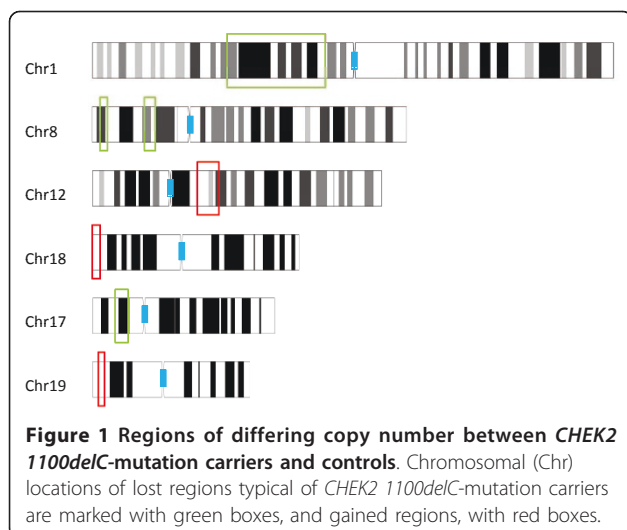 Chr1
Chr8
Chr12
Chr18
Chr17
Chr19
Figure 1 Regions of differing copy number between CHEK2
1100delC-mutation carriers and controls. Chromosomal (Chr)
locations of lost regions typical of CHEK2 1100delC-mutation carriers
are marked with green boxes, and gained regions, with red boxes.